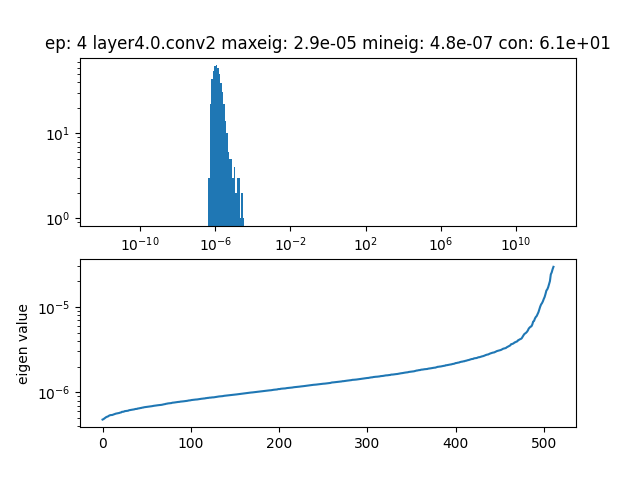 ep: 4 layer4.0.conv2 maxeig: 2.9e-05 mineig: 4.8e-07 con: 6.1e+01
10¹
10⁰
10⁻¹⁰ 10⁻⁶ 10⁻² 10² 10⁶ 10¹⁰
eigen value
10⁻⁵
10⁻⁶
0 100 200 300 400 500